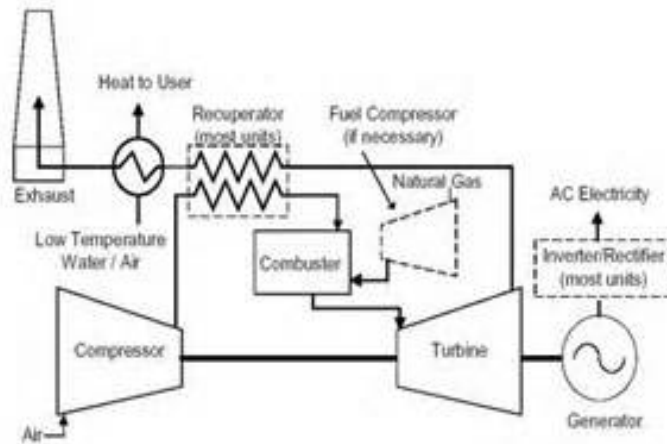 Heat to User
Recuperator
(most units)
Fuel Compressor
(if necessary)
Natural Gas
AC Electricity
Exhaust
Low Temperature
Water / Air
Combuster
Inverter/Rectifier
(most units)
Compressor
Turbine
Generator
Air